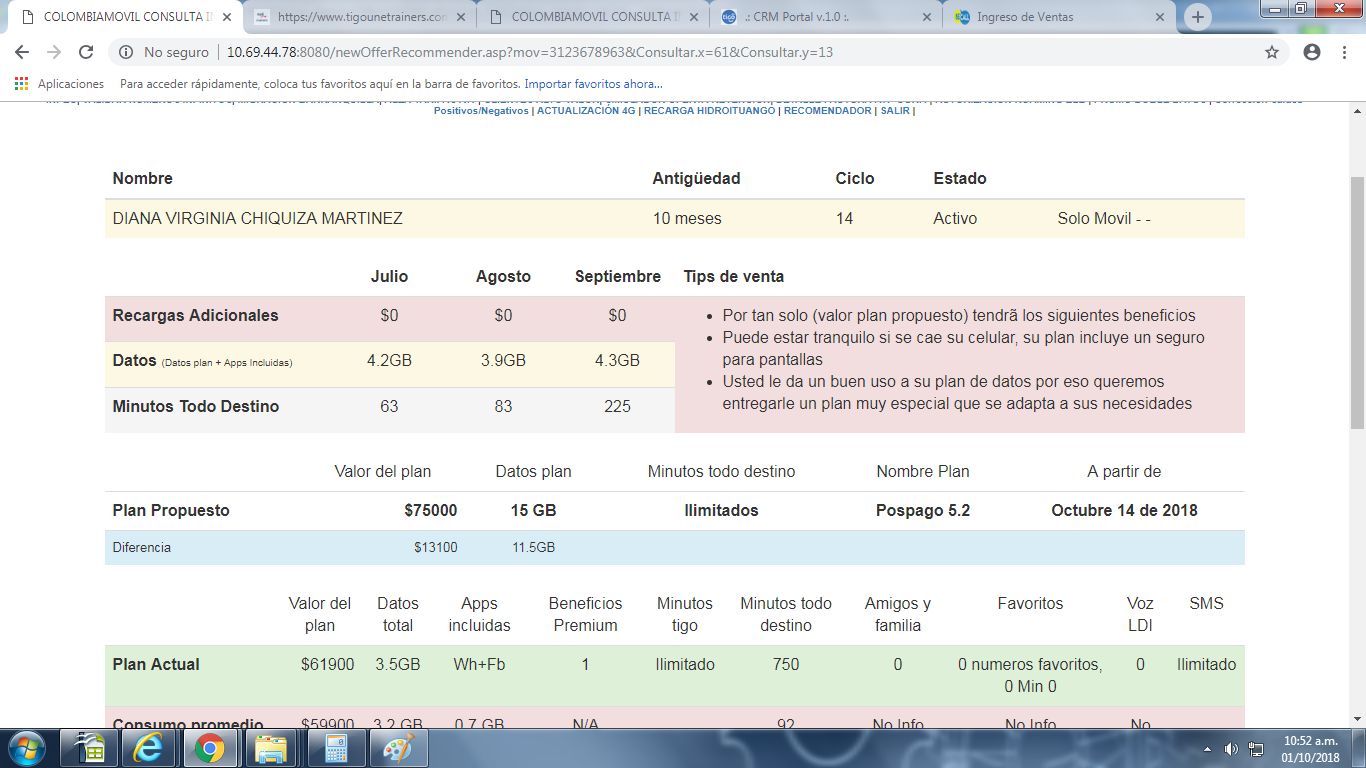 COLOMBIAMOVIL CONSULTA IN
https://www.tigounetrainers.com
COLOMBIAMOVIL CONSULTA IN
.: CRM Portal v.1.0 :.
Ingreso de Ventas
No seguro | 10.69.44.78:8080/newOfferRecommender.asp?mov=3123678963&Consultar.x=61&Consultar.y=13
Aplicaciones Para acceder rápidamente, coloca tus favoritos aquí en la barra de favoritos. Importar favoritos ahora...
Positivos/Negativos | ACTUALIZACIÓN 4G | RECARGA HIDROITUANGO | RECOMENDADOR | SALIR |
Nombre Antigüedad Ciclo Estado
DIANA VIRGINIA CHIQUIZA MARTINEZ 10 meses 14 Activo Solo Movil - -
Julio Agosto Septiembre Tips de venta
Recargas Adicionales $0 $0 $0
Datos (Datos plan + Apps Incluidas) 4.2GB 3.9GB 4.3GB
Minutos Todo Destino 63 83 225
• Por tan solo (valor plan propuesto) tendrã los siguientes beneficios
• Puede estar tranquilo si se cae su celular, su plan incluye un seguro
para pantallas
• Usted le da un buen uso a su plan de datos por eso queremos
entregarle un plan muy especial que se adapta a sus necesidades
Valor del plan Datos plan Minutos todo destino Nombre Plan A partir de
Plan Propuesto $75000 15 GB Ilimitados Pospago 5.2 Octubre 14 de 2018
Diferencia $13100 11.5GB
Valor del Datos Apps Beneficios Minutos Minutos todo Amigos y Favoritos Voz SMS
plan total incluidas Premium tigo destino familia LDI
Plan Actual $61900 3.5GB Wh+Fb 1 Ilimitado 750 0 0 numeros favoritos, 0 Ilimitado
0 Min 0
Consumo promedio $59900 3.2 GB 0.7 GB N/A 92 No Info No Info No
10:52 a.m.
01/10/2018